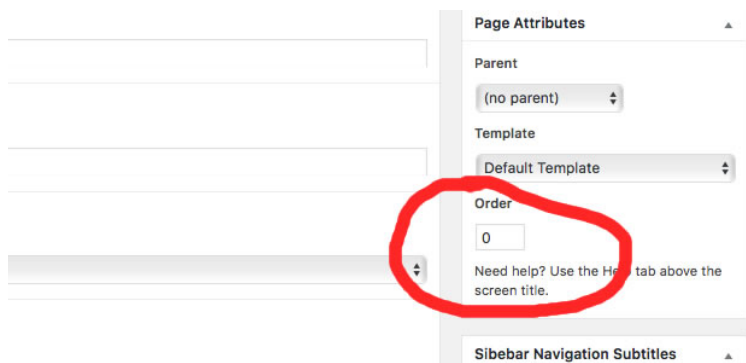 Page Attributes
Parent
(no parent)
Template
Default Template
Order
0
Need help? Use the Help tab above the
screen title.
Sibebar Navigation Subtitles